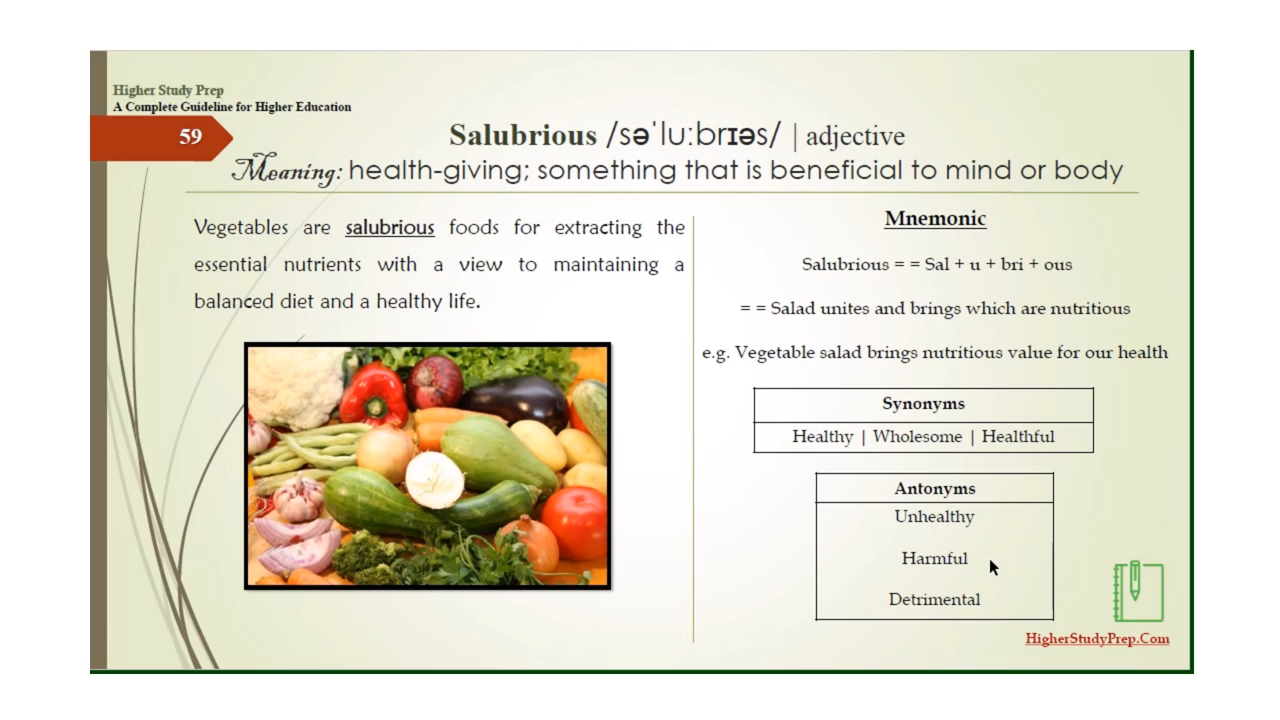 Higher Study Prep
A Complete Guideline for Higher Education
59
Salubrious /səˈluːbrɪəs/ | adjective
Meaning: health-giving; something that is beneficial to mind or body
Vegetables are salubrious foods for extracting the
essential nutrients with a view to maintaining a
balanced diet and a healthy life.
Mnemonic
Salubrious = = Sal + u + bri + ous
= = Salad unites and brings which are nutritious
e.g. Vegetable salad brings nutritious value for our health
Synonyms
Healthy | Wholesome | Healthful
Antonyms
Unhealthy
Harmful
Detrimental
HigherStudyPrep.Com